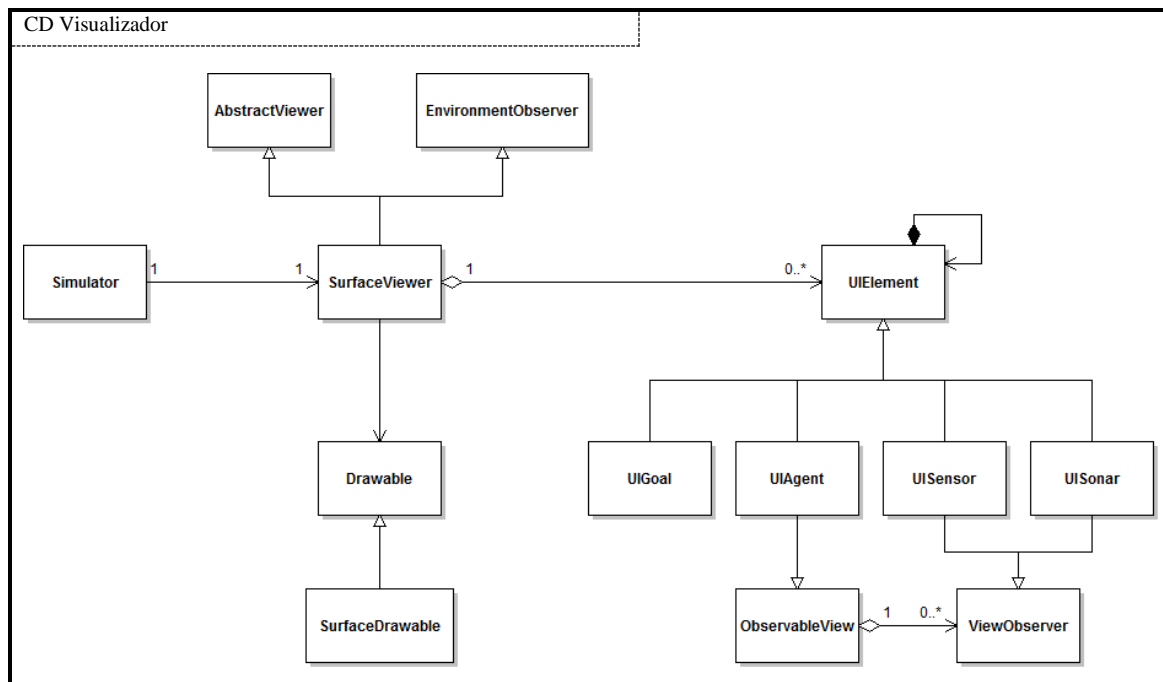 CD Visualizador
AbstractViewer
EnvironmentObserver
Simulator
1
1
SurfaceViewer
1
0..*
UIElement
Drawable
UIGoal
UIAgent
UISensor
UISonar
SurfaceDrawable
ObservableView
1
0..*
ViewObserver